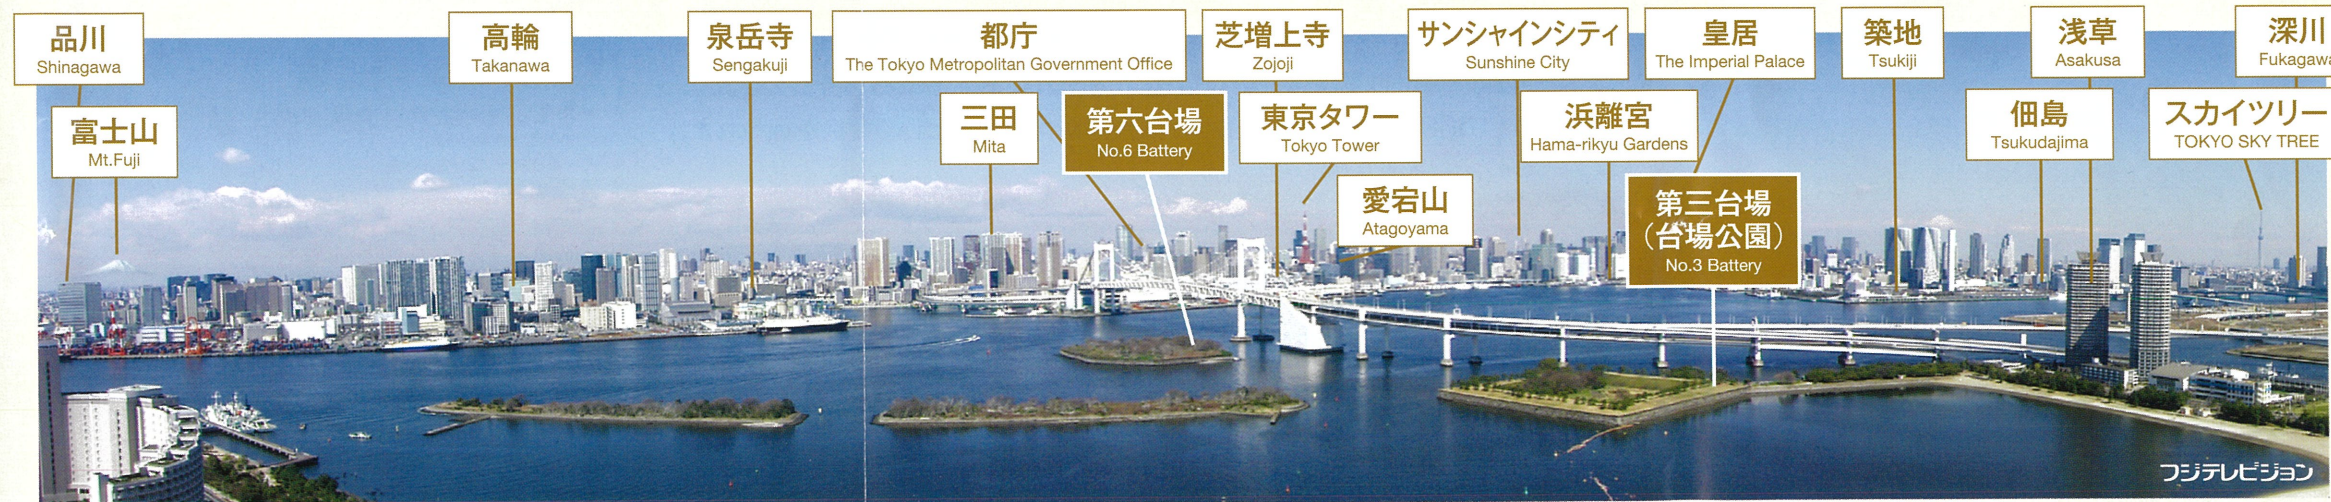 品川
Shinagawa
高輪
Takanawa
泉岳寺
Sengakuji
都庁
The Tokyo Metropolitan Government Office
芝増上寺
Zojoji
サンシャインシティ
Sunshine City
皇居
The Imperial Palace
築地
Tsukiji
浅草
Asakusa
深川
Fukagawa
富士山
Mt.Fuji
三田
Mita
第六台場
No.6 Battery
東京タワー
Tokyo Tower
浜離宮
Hama-rikyu Gardens
佃島
Tsukudajima
スカイツリー
TOKYO SKY TREE
愛宕山
Atagoyama
第三台場
(台場公園)
No.3 Battery
フジテレビジョン